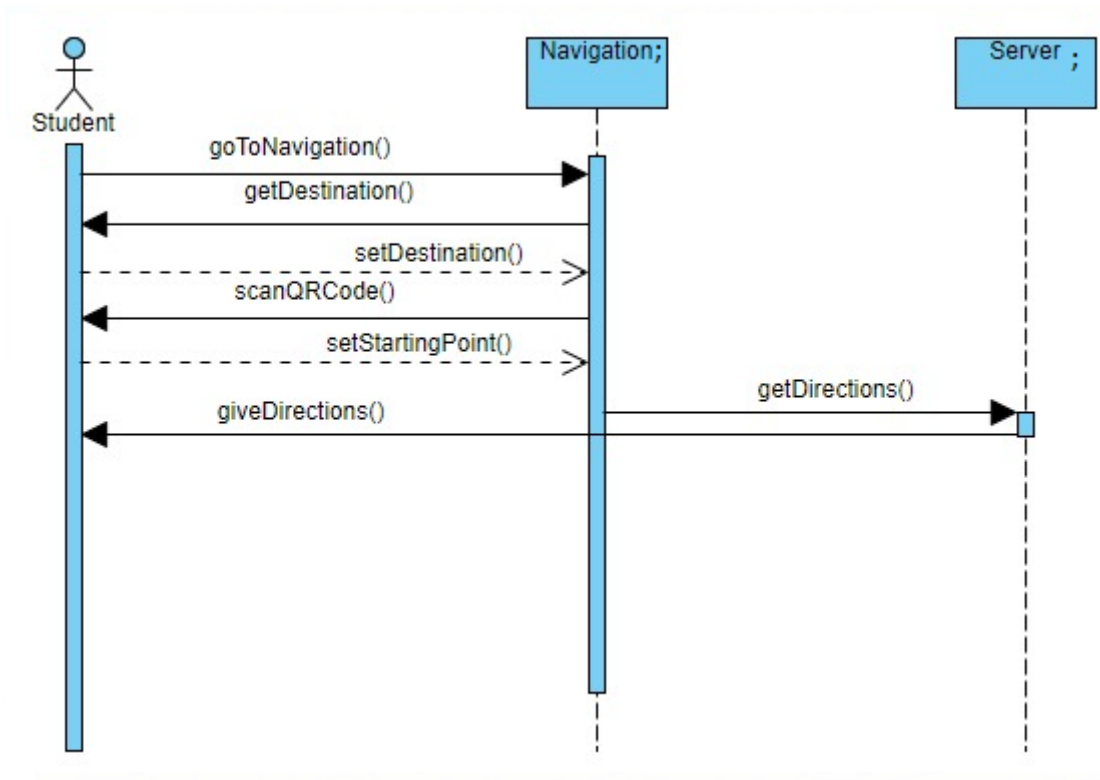 Navigation;
Server ;
Student
goToNavigation()
getDestination()
setDestination()
scanQRCode()
setStartingPoint()
getDirections()
giveDirections()